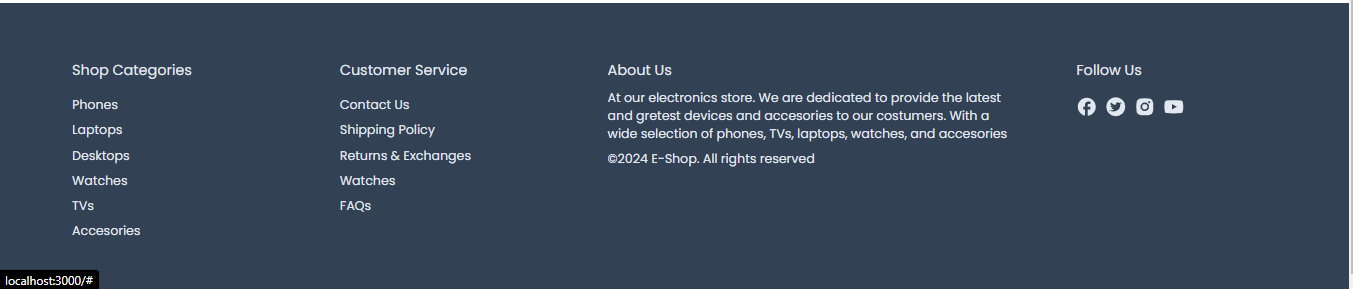 Shop Categories
Phones
Laptops
Desktops
Watches
TVs
Accesories
Customer Service
Contact Us
Shipping Policy
Returns & Exchanges
Watches
FAQs
About Us
At our electronics store. We are dedicated to provide the latest
and gretest devices and accesories to our costumers. With a
wide selection of phones, TVs, laptops, watches, and accesories
©2024 E-Shop. All rights reserved
Follow Us
localhost:3000/#